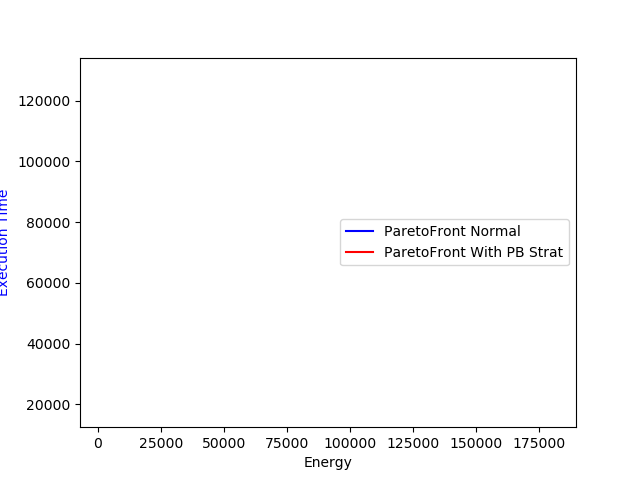 120000
100000
80000
60000
40000
20000
Execution Time
ParetoFront Normal
ParetoFront With PB Strat
0 25000 50000 75000 100000 125000 150000 175000
Energy